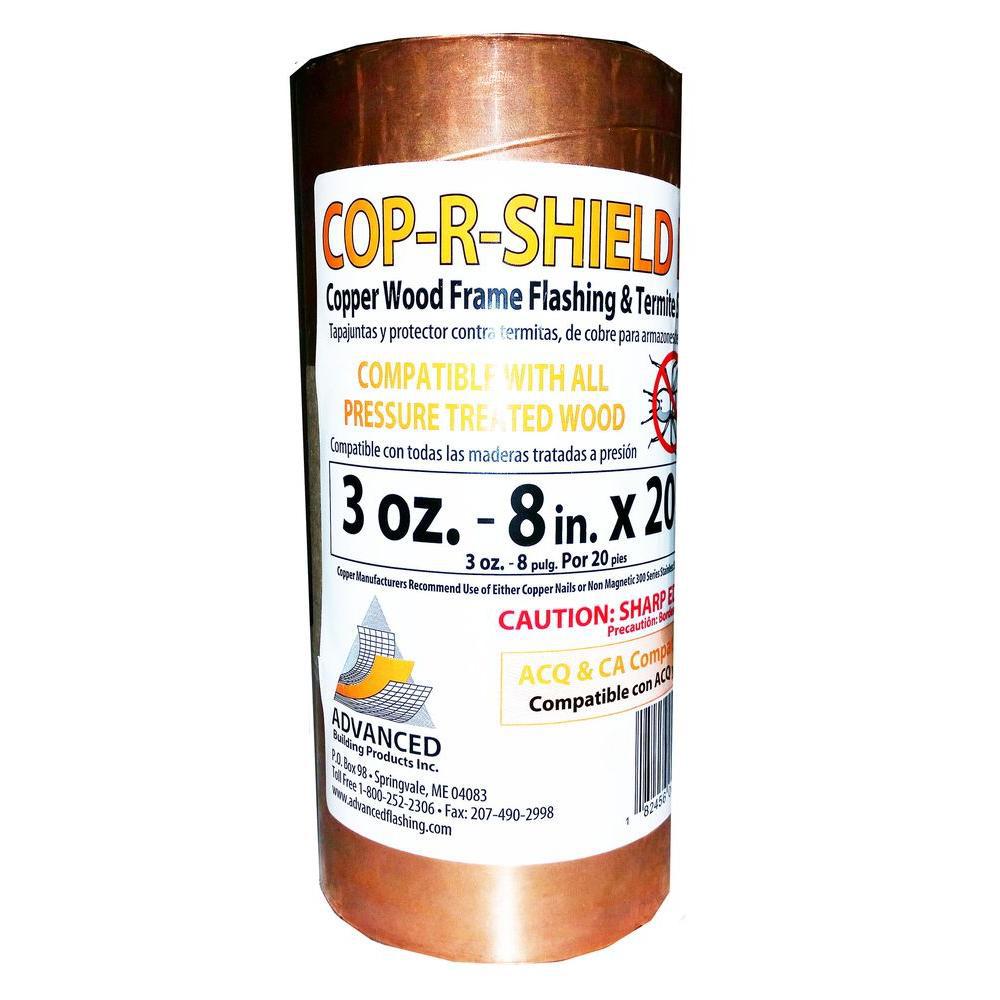 COP-R-SHIELD
Copper Wood Frame Flashing & Termite
Tapajuntas y protector contra termitas, de cobre para
COMPATIBLE WITH ALL
PRESSURE TREATED WOOD
Compatible con todas las maderas tratadas a presión
3 oz. - 8 in. x 20
3 oz. - 8 pulg. Por 20 pies
Copper Manufacturers Recommend Use of Either Copper Nails or Non Magnetic 300 Series
CAUTION: SHARP
Precautión:
ACQ & CA
Compatible con ACQ
ADVANCED
Building Products Inc.
P.O. Box 98 • Springvale, ME 04083
Toll Free 1-800-252-2306 • Fax: 207-490-2998
www.advancedflashing.com
1 82456